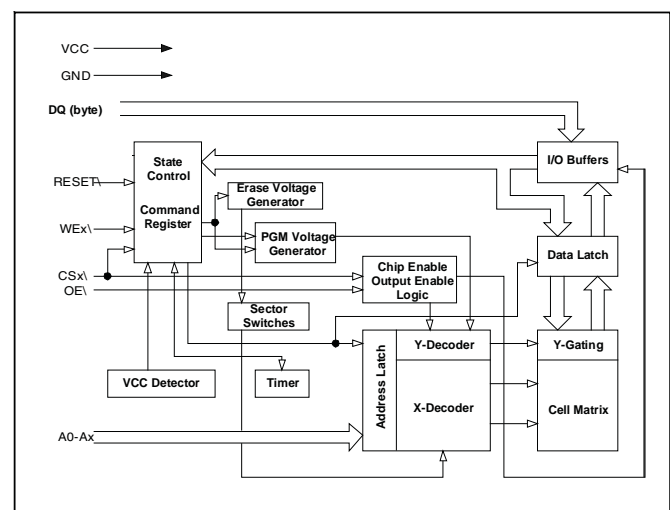 VCC
GND
DQ (byte)
State
Control
Command
Register
I/O Buffers
RESET\
Erase Voltage
Generator
WEx\
PGM Voltage
Generator
Data Latch
CSx\
OE\
Chip Enable
Output Enable
Logic
Sector
Switches
Address Latch
Y-Decoder
Y-Gating
VCC Detector
Timer
X-Decoder
Cell Matrix
A0-Ax